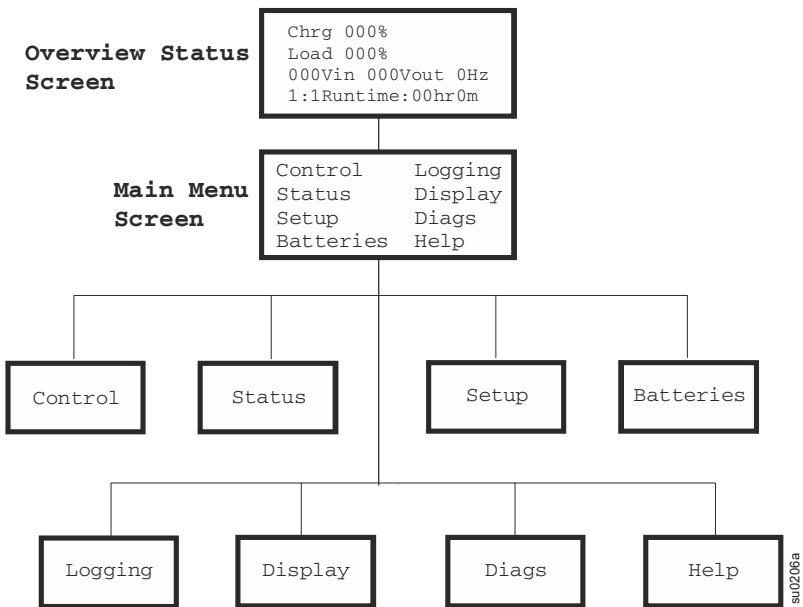 Overview Status
Screen
Chrg 000%
Load 000%
000Vin 000Vout 0Hz
1:1Runtime:00hr0m
Main Menu
Screen
Control Logging
Status Display
Setup Diags
Batteries Help
Control
Status
Setup
Batteries
Logging
Display
Diags
Help
su0206a